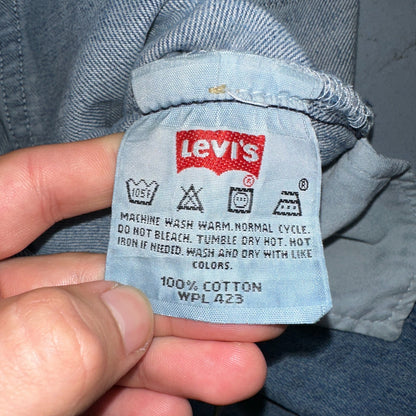 Levi's
®
105F
®
MACHINE WASH WARM. NORMAL CYCLE.
DO NOT BLEACH. TUMBLE DRY HOT. HOT
IRON IF NEEDED. WASH AND DRY WITH LIKE
COLORS.
100% COTTON
WPL 423